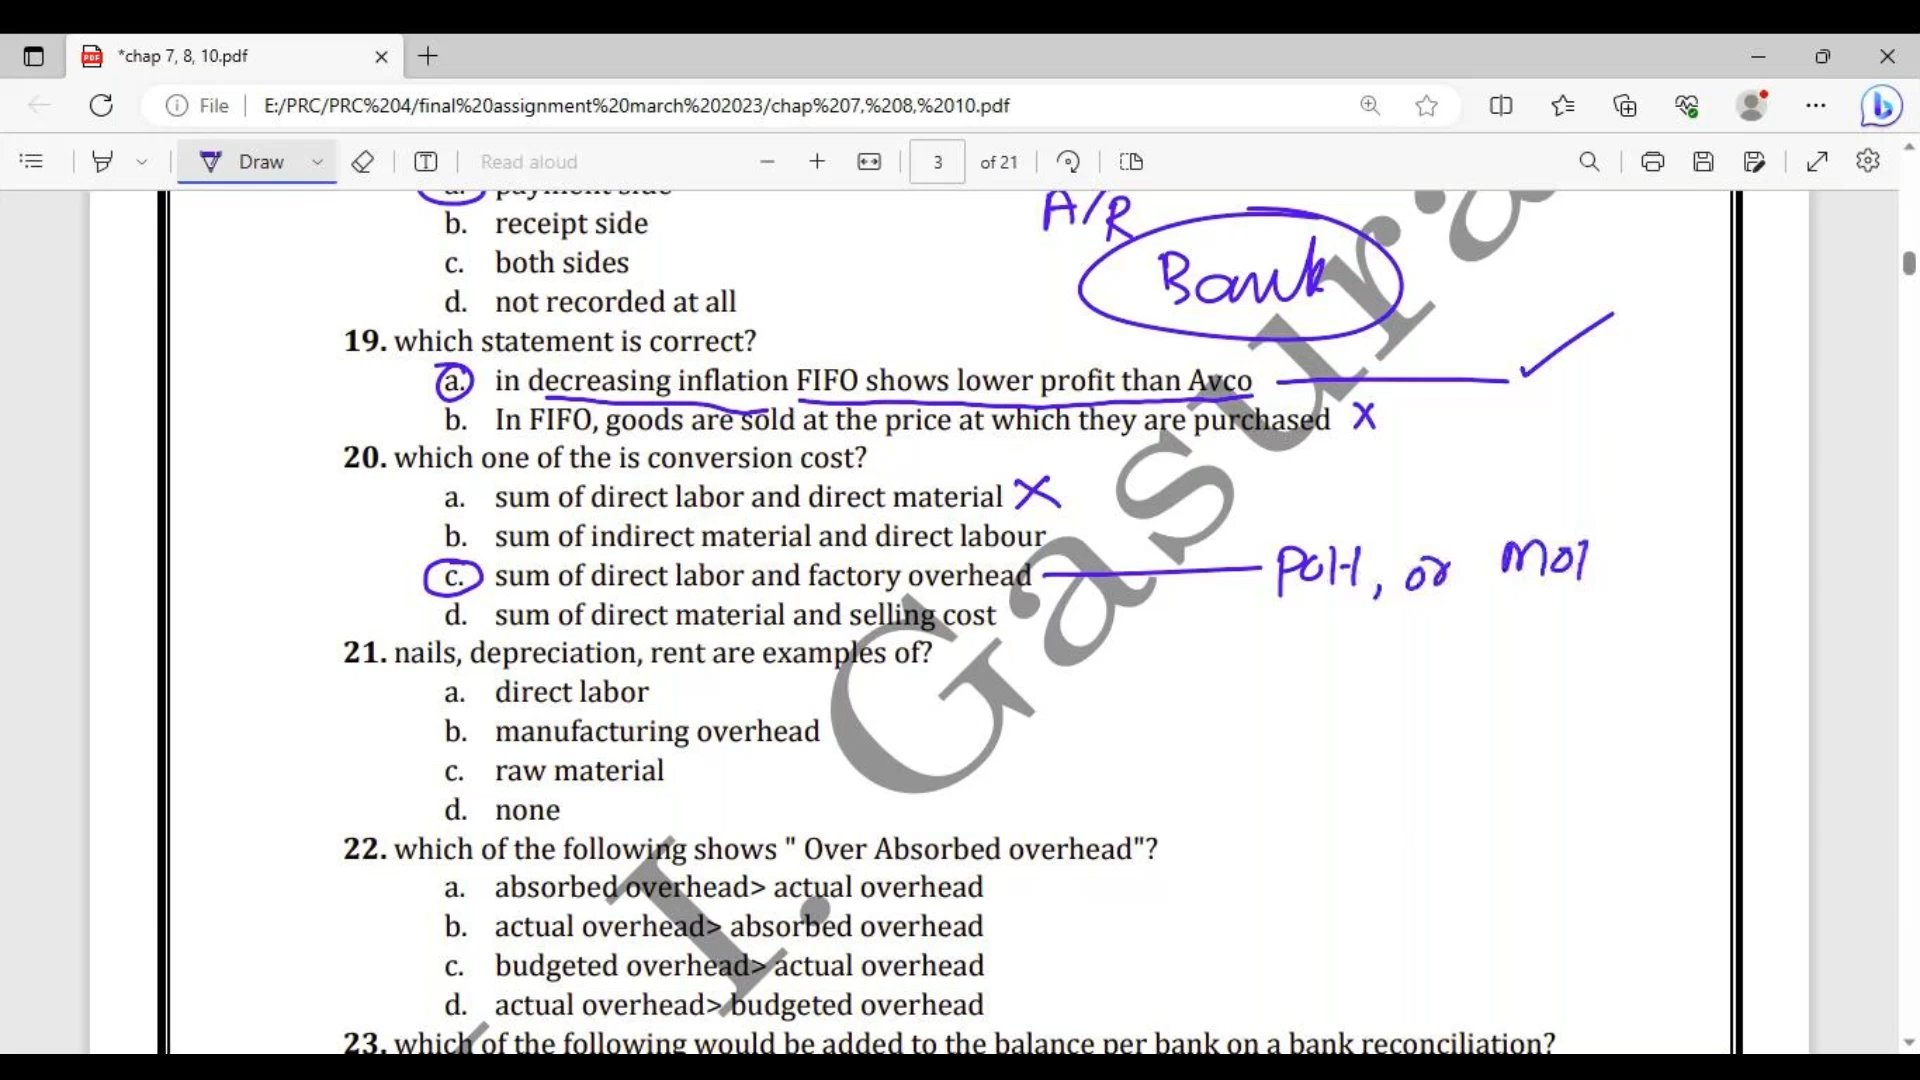 *chap 7, 8, 10.pdf
File E:/PRC/PRC%204/final%20assignment%20march%202023/chap%207,%208,%2010.pdf
Draw Read aloud 3 of 21
a. payment side
A/R
b. receipt side
Bank
c. both sides
d. not recorded at all
19. which statement is correct?
a. in decreasing inflation FIFO shows lower profit than Avco
b. In FIFO, goods are sold at the price at which they are purchased X
20. which one of the is conversion cost?
a. sum of direct labor and direct material X
b. sum of indirect material and direct labour
c. sum of direct labor and factory overhead POH, or MO
d. sum of direct material and selling cost
21. nails, depreciation, rent are examples of?
a. direct labor
b. manufacturing overhead
c. raw material
d. none
22. which of the following shows " Over Absorbed overhead"?
a. absorbed overhead> actual overhead
b. actual overhead> absorbed overhead
c. budgeted overhead> actual overhead
d. actual overhead> budgeted overhead
23. which of the following would be added to the balance per bank on a bank reconciliation?
I. Gasura